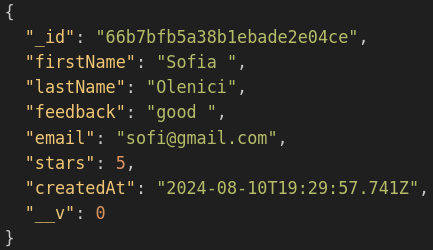 {
"_id": "66b7bfb5a38b1ebade2e04ce",
"firstName": "Sofia ",
"lastName": "Olenici",
"feedback": "good ",
"email": "sofi@gmail.com",
"stars": 5,
"createdAt": "2024-08-10T19:29:57.741Z",
"__v": 0
}